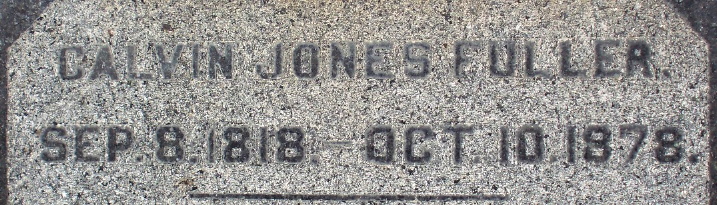 CALVIN JONES FULLER.
SEP. 8. 1818. – OCT. 10. 1878.